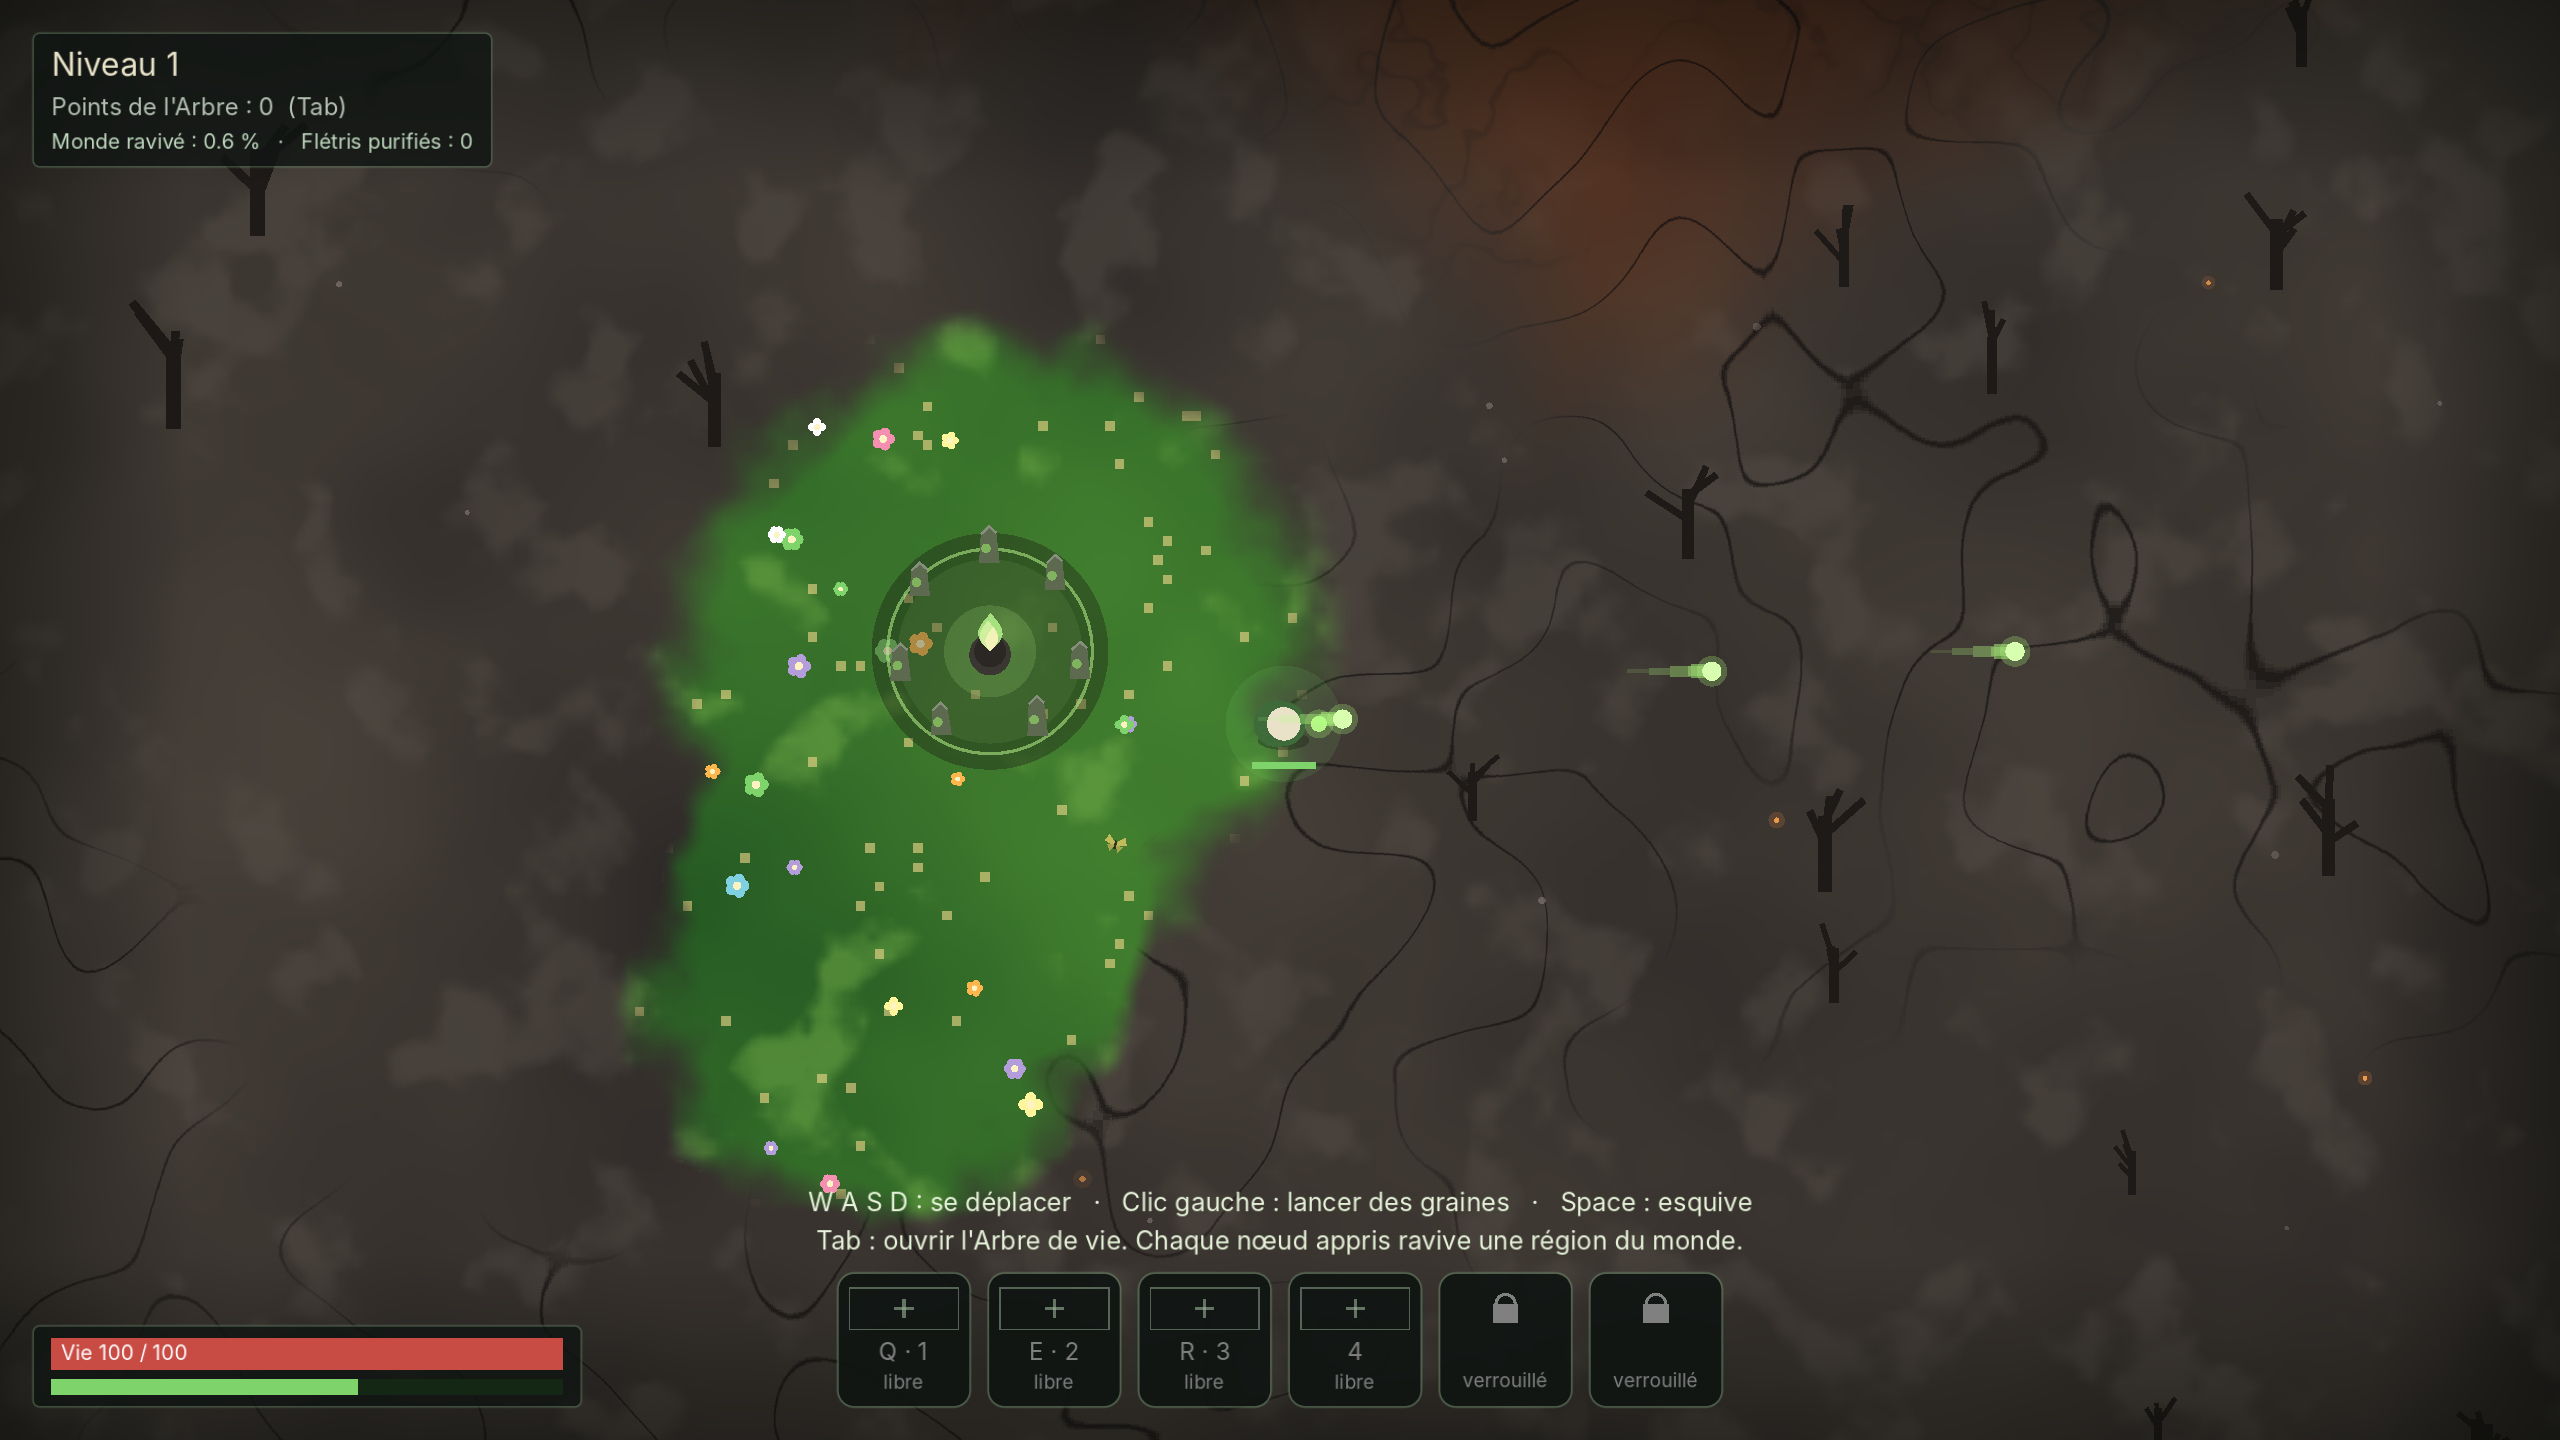 Niveau 1
Points de l'Arbre : 0 (Tab)
Monde ravivé : 0.6 % · Flétris purifiés : 0
W A S D : se déplacer · Clic gauche : lancer des graines · Space : esquive
Tab : ouvrir l'Arbre de vie. Chaque nœud appris ravive une région du monde.
Q · 1 E · 2 R · 3 4
libre libre libre libre verrouillé verrouillé
Vie 100 / 100